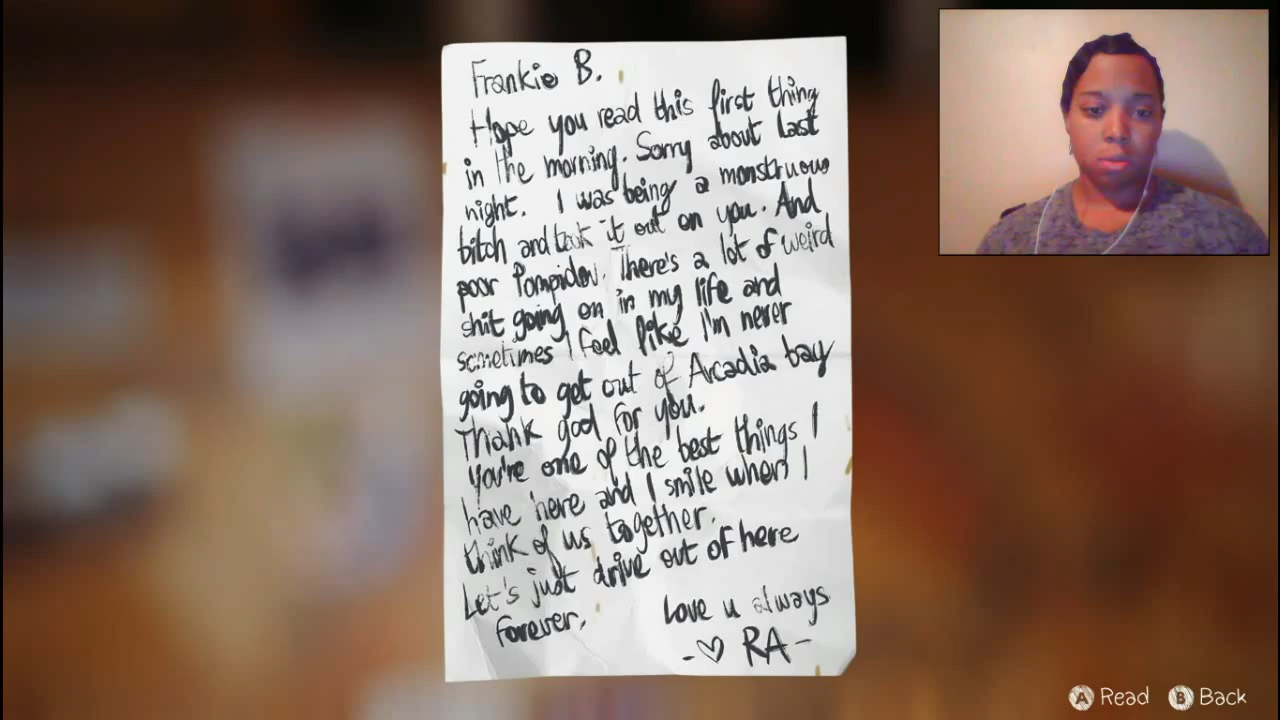 Frankie B.
Hope you read this first thing
in the morning. Sorry about last
night. I was being a monstruous
bitch and took it out on you. And
poor Pompidou. There's a lot of weird
shit going on in my life and
sometimes I feel like I'm never
going to get out of Arcadia bay
Thank god for you.
You're one of the best things I
have here and I smile when I
think of us together.
Let's just drive out of here
forever.
Love u always
-♡ RA-
A Read B Back